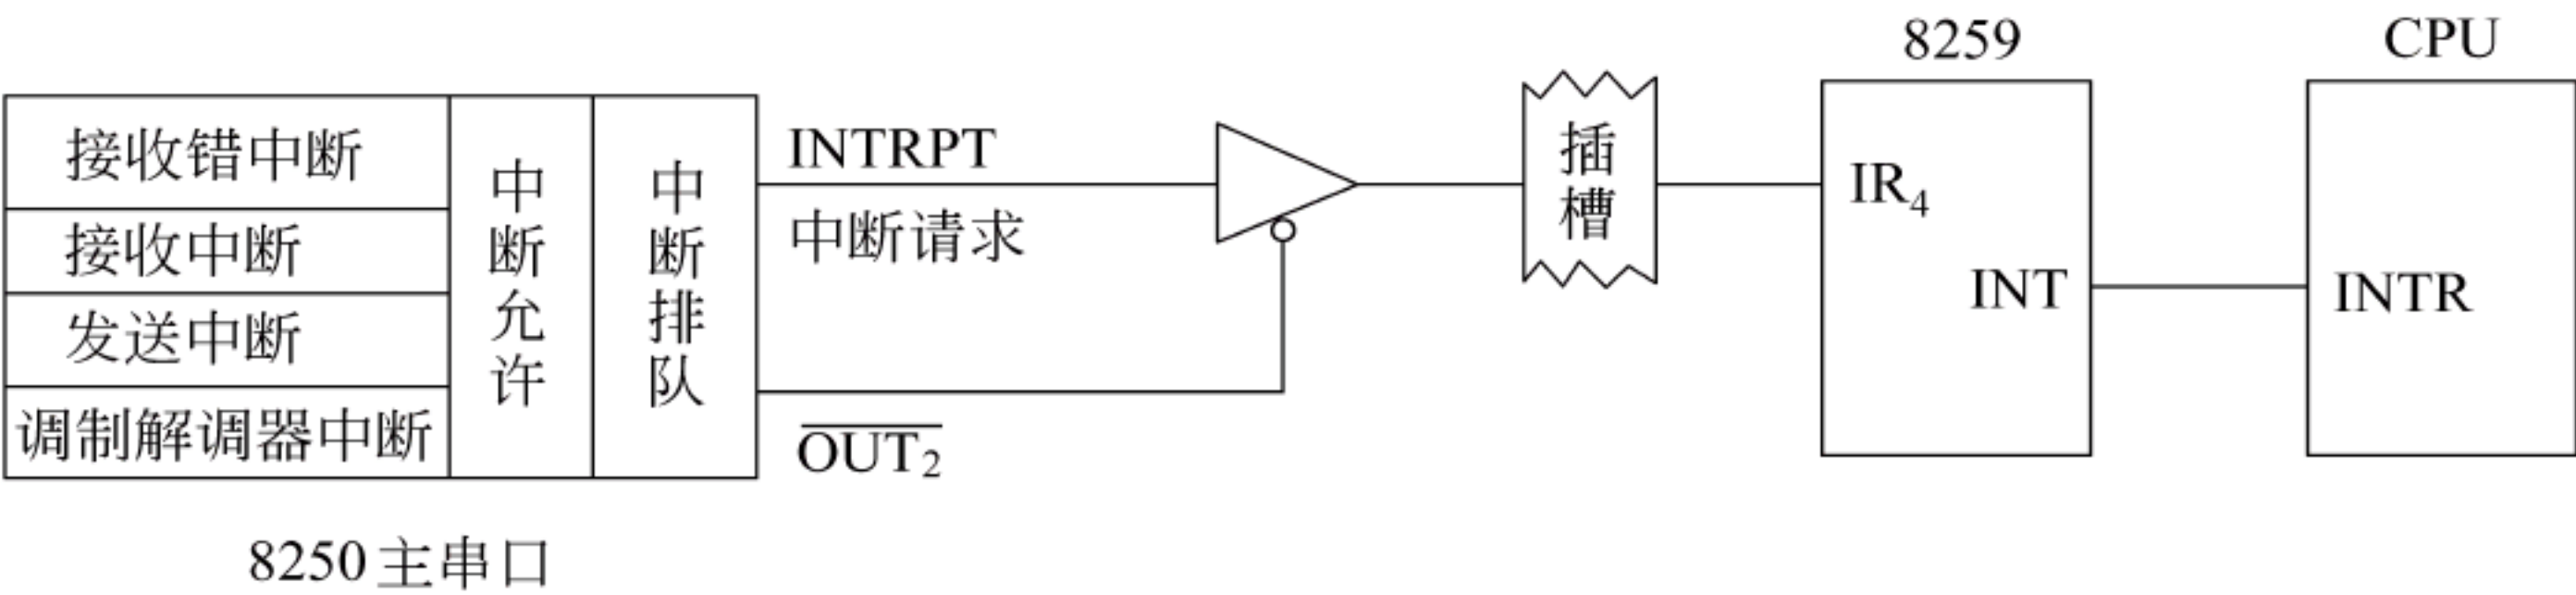 8259
CPU
接收错中断
接收中断
发送中断
调制解调器中断
中断允许
中断排队
INTRPT
中断请求
OUT2
插槽
IR4
INT
INTR
8250主串口